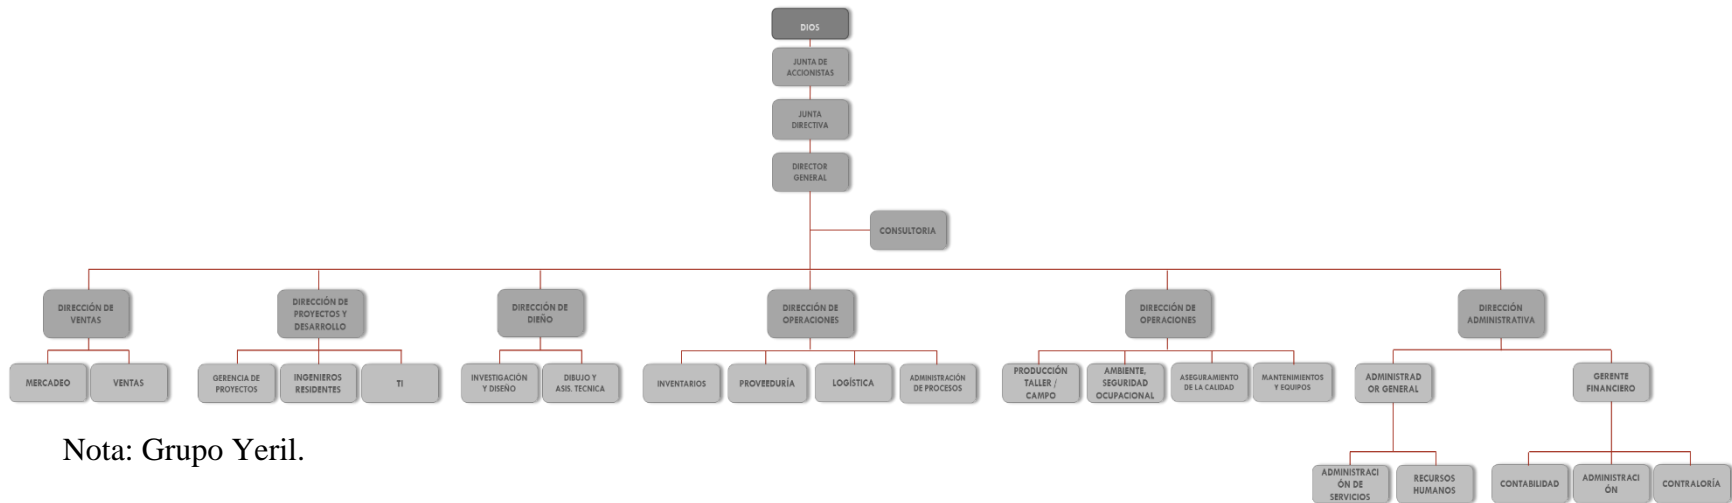 DIOS
JUNTA DE
ACCIONISTAS
JUNTA
DIRECTIVA
DIRECTOR
GENERAL
CONSULTORIA
DIRECCIÓN DE
VENTAS
DIRECCIÓN DE
PROYECTOS Y
DESARROLLO
DIRECCIÓN DE
DIEÑO
DIRECCIÓN DE
OPERACIONES
DIRECCIÓN DE
OPERACIONES
DIRECCIÓN
ADMINISTRATIVA
MERCADEO
VENTAS
GERENCIA DE
PROYECTOS
INGENIEROS
RESIDENTES
TI
INVESTIGACIÓN
Y DISEÑO
DIBUJO Y
ASIS. TECNICA
INVENTARIOS
PROVEEDURÍA
LOGÍSTICA
ADMINISTRACIÓN
DE PROCESOS
PRODUCCIÓN
TALLER /
CAMPO
AMBIENTE,
SEGURIDAD
OCUPACIONAL
ASEGURAMIENTO
DE LA CALIDAD
MANTENIMIENTOS
Y EQUIPOS
ADMINISTRAD
OR GENERAL
GERENTE
FINANCIERO
ADMINISTRACI
ÓN DE
SERVICIOS
RECURSOS
HUMANOS
CONTABILIDAD
ADMINISTRACI
ÓN
CONTRALORÍA
Nota: Grupo Yeril.